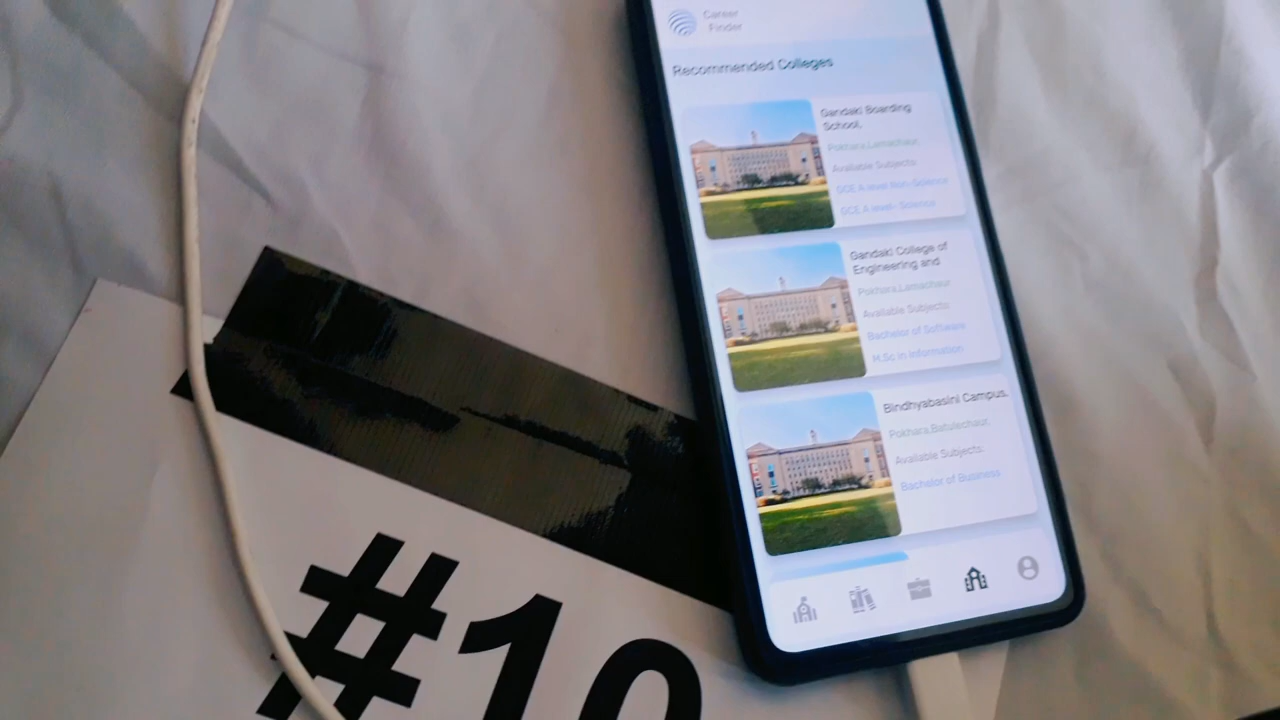 Career
Finder
Recommended Colleges
Gandaki Boarding
School,
Pokhara,Lamachaur,
Available Subjects:
GCE A level Non-Science
GCE A level- Science
Gandaki College of
Engineering and
Pokhara,Lamachaur
Available Subjects:
Bachelor of Software
M.Sc in Information
Bindhyabasini Campus,
Pokhara,Batulechaur,
Available Subjects:
Bachelor of Business
#10